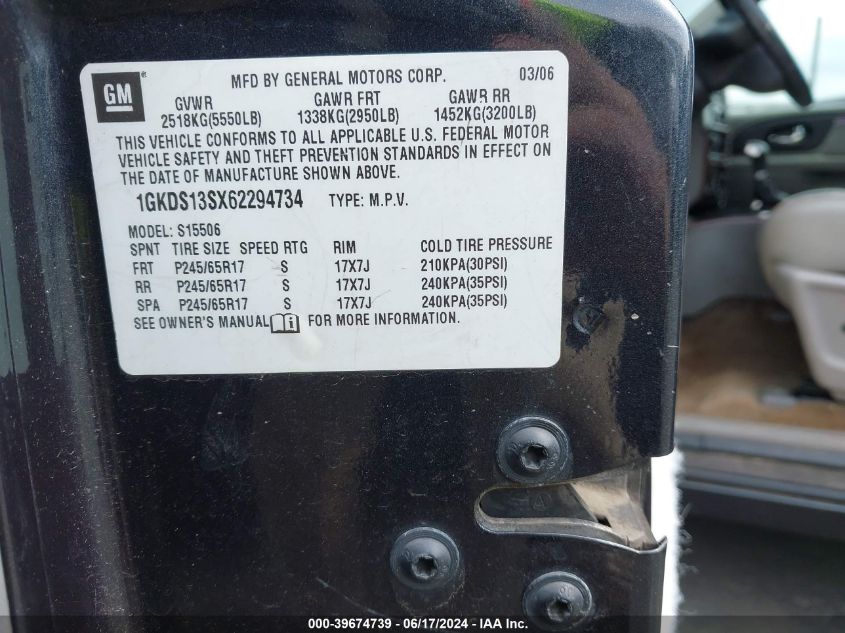 GM
MFD BY GENERAL MOTORS CORP. 03/06
GVWR GAWR FRT GAWR RR
2518KG(5550LB) 1338KG(2950LB) 1452KG(3200LB)
THIS VEHICLE CONFORMS TO ALL APPLICABLE U.S. FEDERAL MOTOR
VEHICLE SAFETY AND THEFT PREVENTION STANDARDS IN EFFECT ON
THE DATE OF MANUFACTURE SHOWN ABOVE.
1GKDS13SX62294734 TYPE: M.P.V.
MODEL: S15506
SPNT TIRE SIZE SPEED RTG RIM COLD TIRE PRESSURE
FRT P245/65R17 S 17X7J 210KPA(30PSI)
RR P245/65R17 S 17X7J 240KPA(35PSI)
SPA P245/65R17 S 17X7J 240KPA(35PSI)
SEE OWNER'S MANUAL FOR MORE INFORMATION.
000-39674739 - 06/17/2024 - IAA Inc.